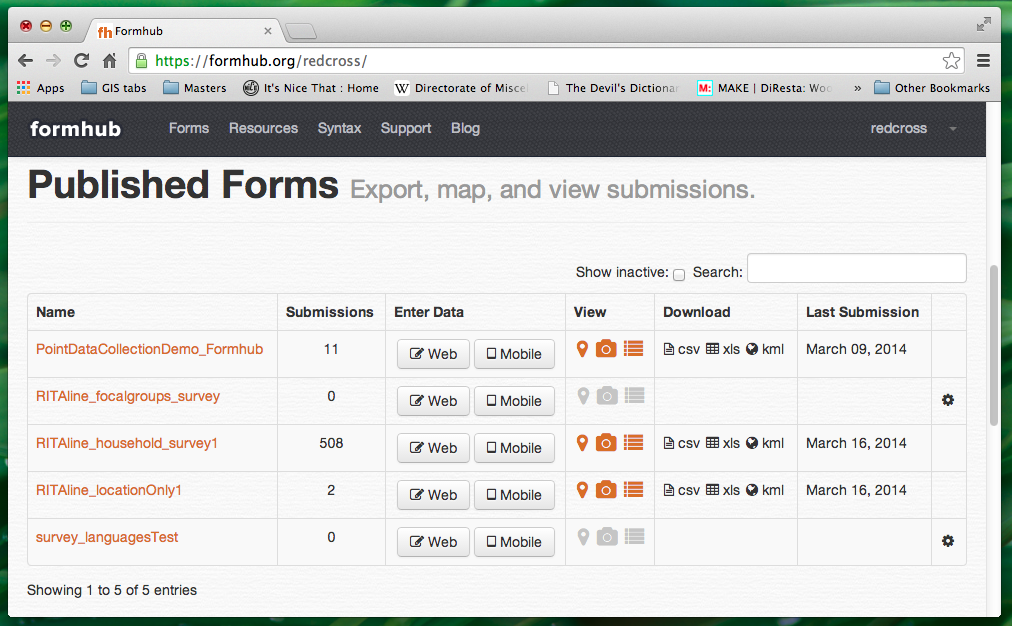 fh Formhub
https://formhub.org/redcross/
Apps GIS tabs Masters It's Nice That : Home W Directorate of Misce The Devil's Dictionar M: MAKE | DiResta: Woo » Other Bookmarks
formhub Forms Resources Syntax Support Blog redcross
Published Forms Export, map, and view submissions.
Show inactive: Search:
Name Submissions Enter Data View Download Last Submission
PointDataCollectionDemo_Formhub 11 Web Mobile csv xls kml March 09, 2014
RITAline_focalgroups_survey 0 Web Mobile
RITAline_household_survey1 508 Web Mobile csv xls kml March 16, 2014
RITAline_locationOnly1 2 Web Mobile csv xls kml March 16, 2014
survey_languagesTest 0 Web Mobile
Showing 1 to 5 of 5 entries